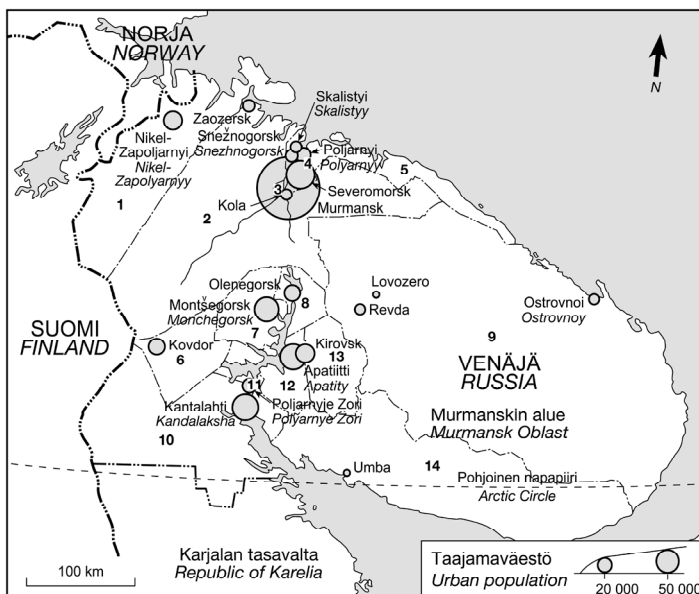 NORJA
NORWAY
N
Skalistyi
Skalistyy
Zaozersk
Snežnogorsk
Snezhnogorsk
Poljarnyi
Polyarnyy
Nikel-
Zapoljarnyi
Nikel-
Zapolyarnyy
4
5
3
Severomorsk
1
2
Kola
Murmansk
Olenegorsk
Lovozero
8
Montšegorsk
Monchegorsk
Revda
Ostrovnoi
Ostrovnoy
7
SUOMI
FINLAND
9
Kovdor
6
Kirovsk
13
VENÄJÄ
RUSSIA
Apatiitti
Apatity
11
12
Kantalahti
Kandalaksha
Poljarnyje Zori
Polyarnye Zori
Murmanskin alue
Murmansk Oblast
10
Umba
14
Pohjoinen napapiiri
Arctic Circle
Karjalan tasavalta
Republic of Karelia
100 km
Taajamaväestö
Urban population
20 000
50 000